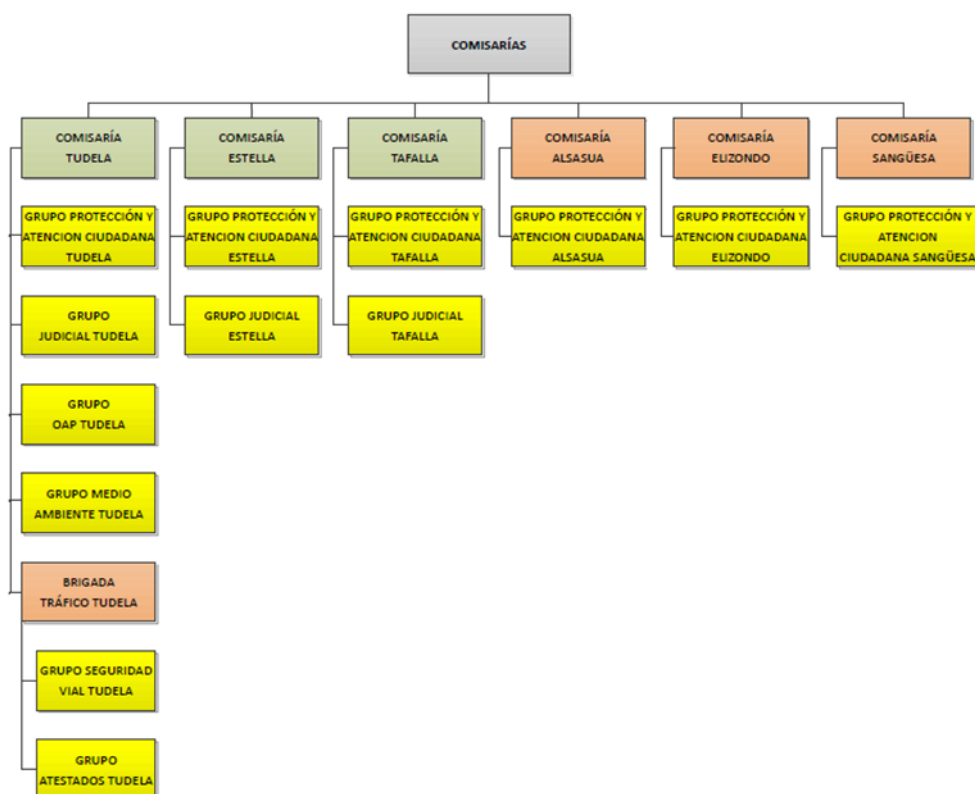 COMISARÍAS
COMISARÍA
TUDELA
COMISARÍA
ESTELLA
COMISARÍA
TAFALLA
COMISARÍA
ALSASUA
COMISARÍA
ELIZONDO
COMISARÍA
SANGÜESA
GRUPO PROTECCIÓN Y
ATENCION CIUDADANA
TUDELA
GRUPO PROTECCIÓN Y
ATENCION CIUDADANA
ESTELLA
GRUPO PROTECCIÓN Y
ATENCION CIUDADANA
TAFALLA
GRUPO PROTECCIÓN Y
ATENCION CIUDADANA
ALSASUA
GRUPO PROTECCIÓN Y
ATENCION CIUDADANA
ELIZONDO
GRUPO PROTECCIÓN Y
ATENCION
CIUDADANA SANGÜESA
GRUPO
JUDICIAL TUDELA
GRUPO JUDICIAL
ESTELLA
GRUPO JUDICIAL
TAFALLA
GRUPO
OAP TUDELA
GRUPO MEDIO
AMBIENTE TUDELA
BRIGADA
TRÁFICO TUDELA
GRUPO SEGURIDAD
VIAL TUDELA
GRUPO
ATESTADOS TUDELA